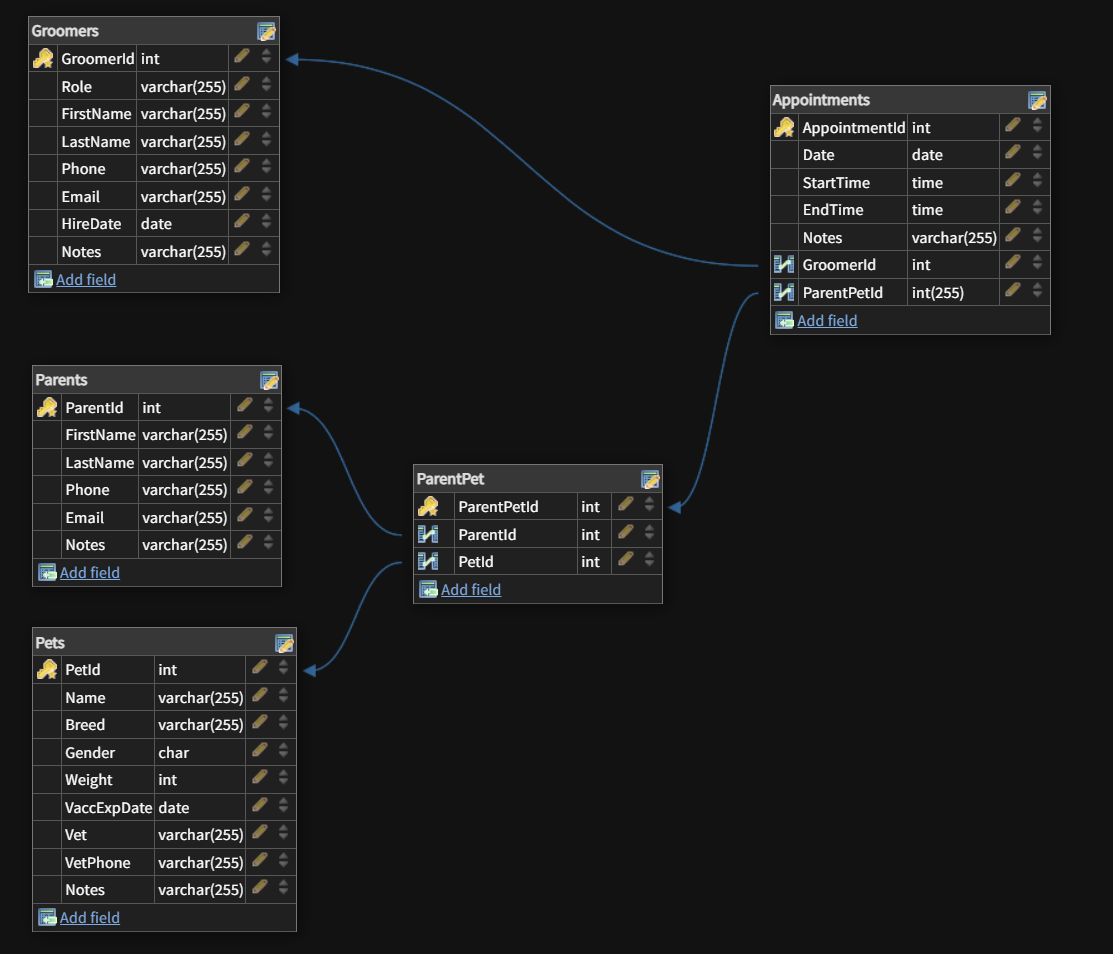 Groomers
GroomerId int
Role varchar(255)
FirstName varchar(255)
LastName varchar(255)
Phone varchar(255)
Email varchar(255)
HireDate date
Notes varchar(255)
Add field
Appointments
AppointmentId int
Date date
StartTime time
EndTime time
Notes varchar(255)
GroomerId int
ParentPetId int(255)
Add field
Parents
ParentId int
FirstName varchar(255)
LastName varchar(255)
Phone varchar(255)
Email varchar(255)
Notes varchar(255)
Add field
ParentPet
ParentPetId int
ParentId int
PetId int
Add field
Pets
PetId int
Name varchar(255)
Breed varchar(255)
Gender char
Weight int
VaccExpDate date
Vet varchar(255)
VetPhone varchar(255)
Notes varchar(255)
Add field